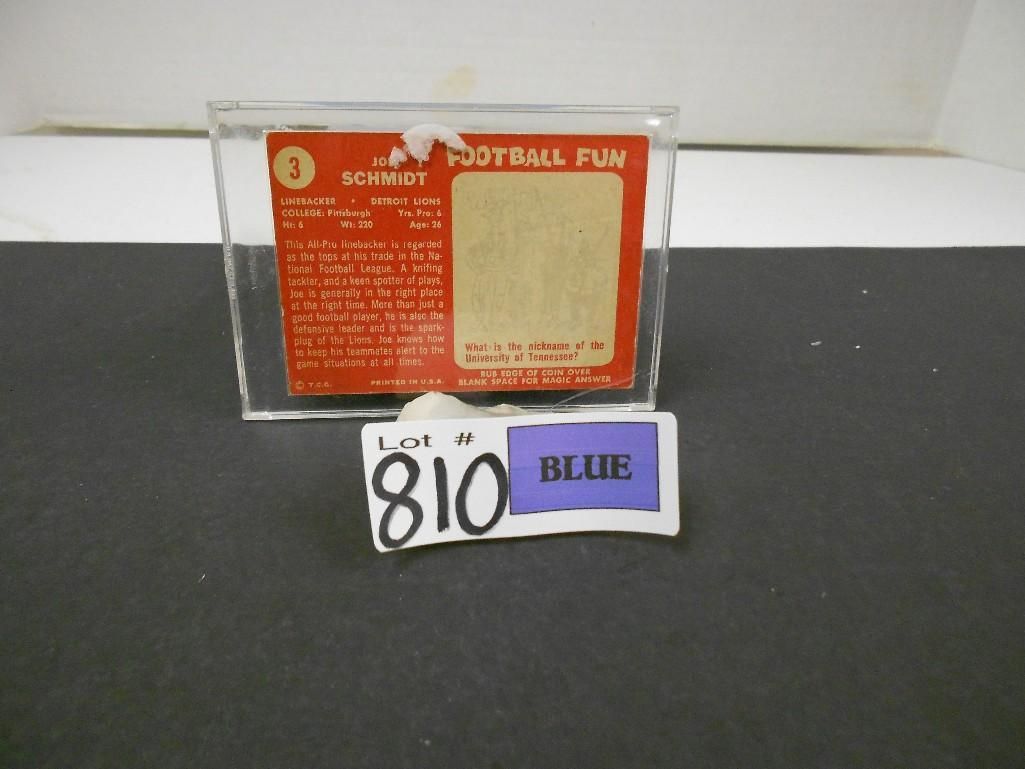 3
JOE
SCHMIDT
FOOTBALL FUN
LINEBACKER • DETROIT LIONS
COLLEGE: Pittsburgh Yrs. Pro: 6
Ht: 6 Wt: 220 Age: 26
This All-Pro linebacker is regarded
as the tops at his trade in the Na-
tional Football League. A knifing
tackler, and a keen spotter of plays,
Joe is generally in the right place
at the right time. More than just a
good football player, he is also the
defensive leader and is the spark-
plug of the Lions. Joe knows how
to keep his teammates alert to the
game situations at all times.
© T.C.G. PRINTED IN U.S.A.
What is the nickname of the
University of Tennessee?
RUB EDGE OF COIN OVER
BLANK SPACE FOR MAGIC ANSWER
Lot #
810
BLUE